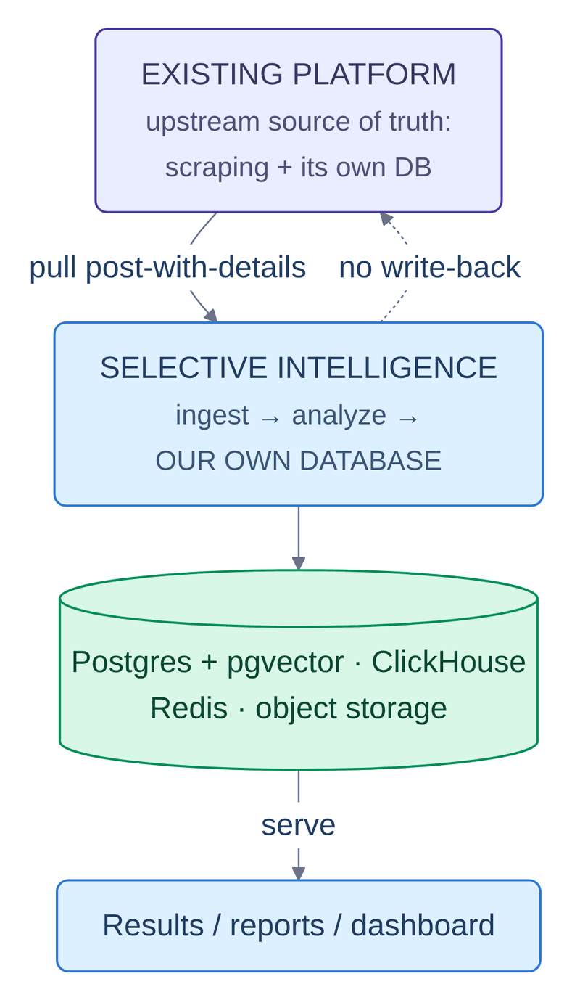 EXISTING PLATFORM
upstream source of truth:
scraping + its own DB
pull post-with-details
no write-back
SELECTIVE INTELLIGENCE
ingest → analyze →
OUR OWN DATABASE
Postgres + pgvector · ClickHouse
Redis · object storage
serve
Results / reports / dashboard